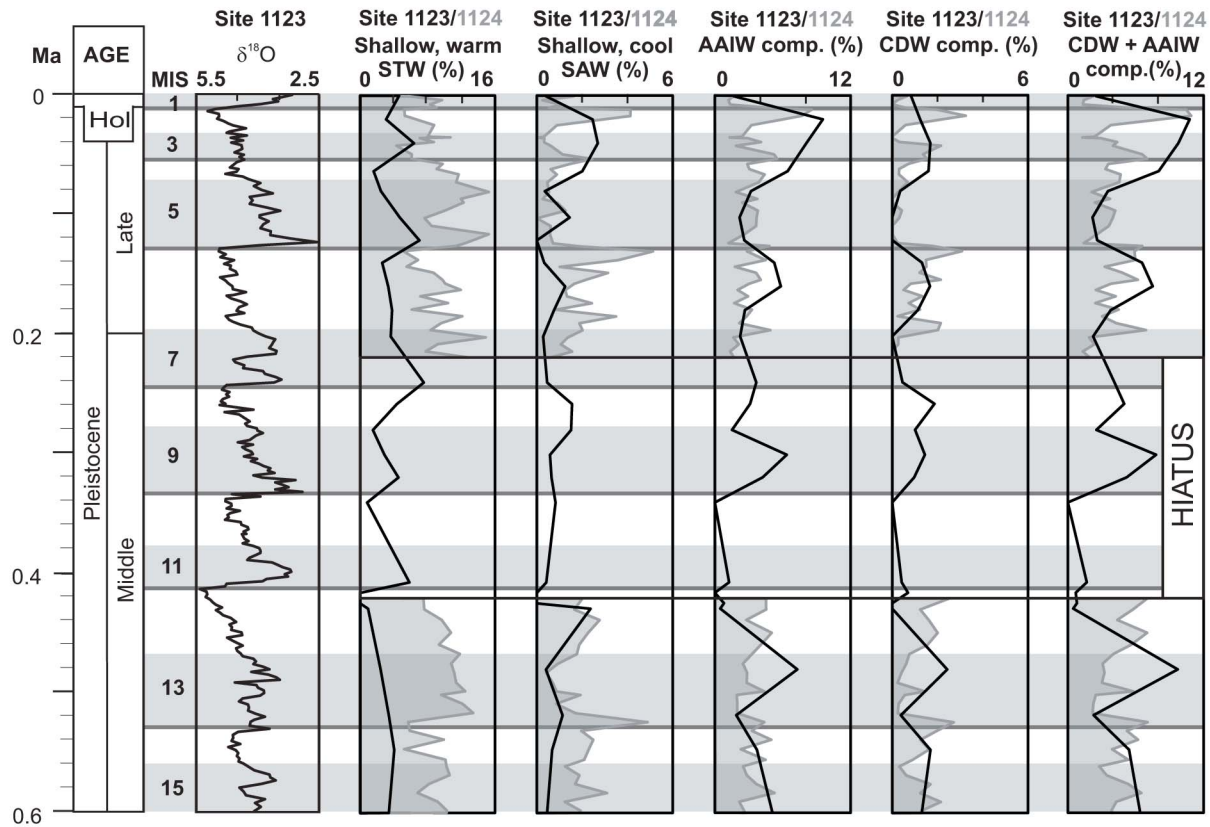 Site 1123
Site 1123/1124
Site 1123/1124
Site 1123/1124
Site 1123/1124
Site 1123/1124
Ma
AGE
δ18O
Shallow, warm
Shallow, cool
AAIW comp. (%)
CDW comp. (%)
CDW + AAIW
MIS
5.5
2.5
STW (%)
16
0
SAW (%)
6
0
12
0
6
0
comp.(%)
12
0
Hol
1
3
Late
5
0.2
7
Pleistocene
9
HIATUS
Middle
11
0.4
13
15
0.6